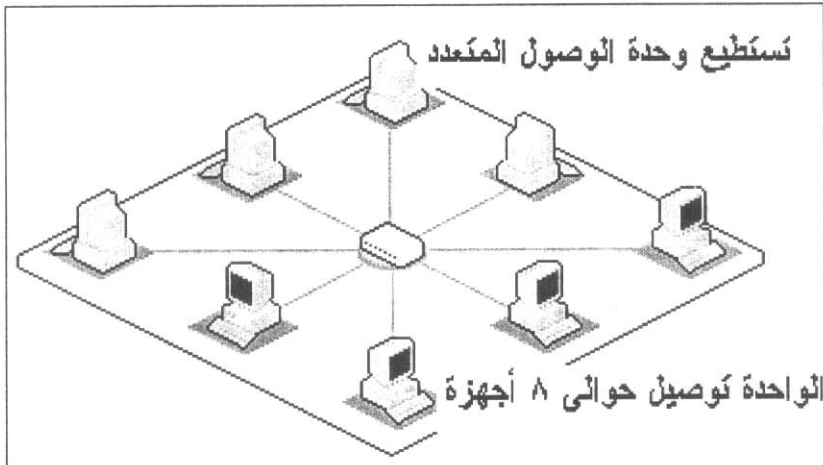 تستطيع وحدة الوصول المتعدد
الواحدة توصيل حوالى ٨ أجهزة